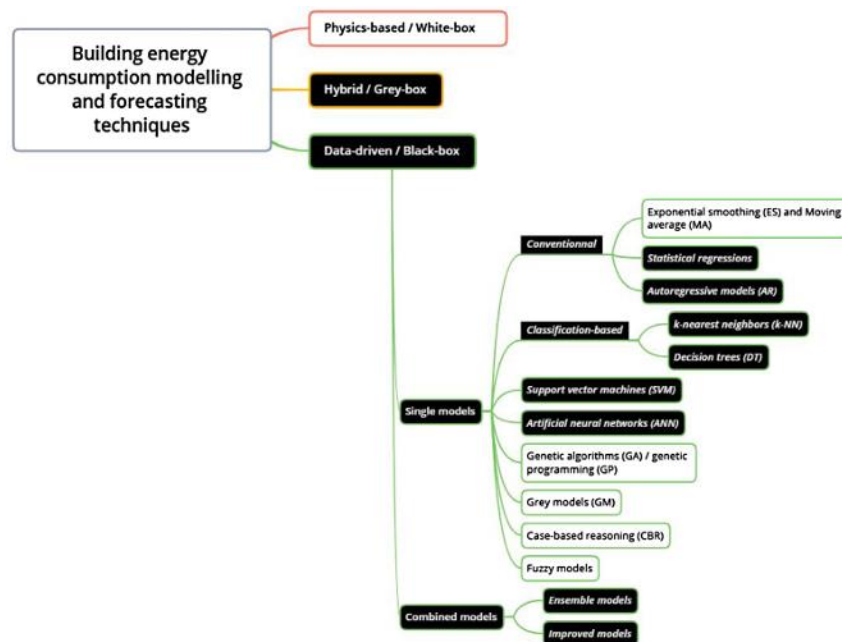 Building energy
consumption modelling
and forecasting
techniques
Physics-based / White-box
Hybrid / Grey-box
Data-driven / Black-box
Single models
Conventionnal
Exponential smoothing (ES) and Moving
average (MA)
Statistical regressions
Autoregressive models (AR)
Classification-based
k-nearest neighbors (k-NN)
Decision trees (DT)
Support vector machines (SVM)
Artificial neural networks (ANN)
Genetic algorithms (GA) / genetic
programming (GP)
Grey models (GM)
Case-based reasoning (CBR)
Fuzzy models
Combined models
Ensemble models
Improved models